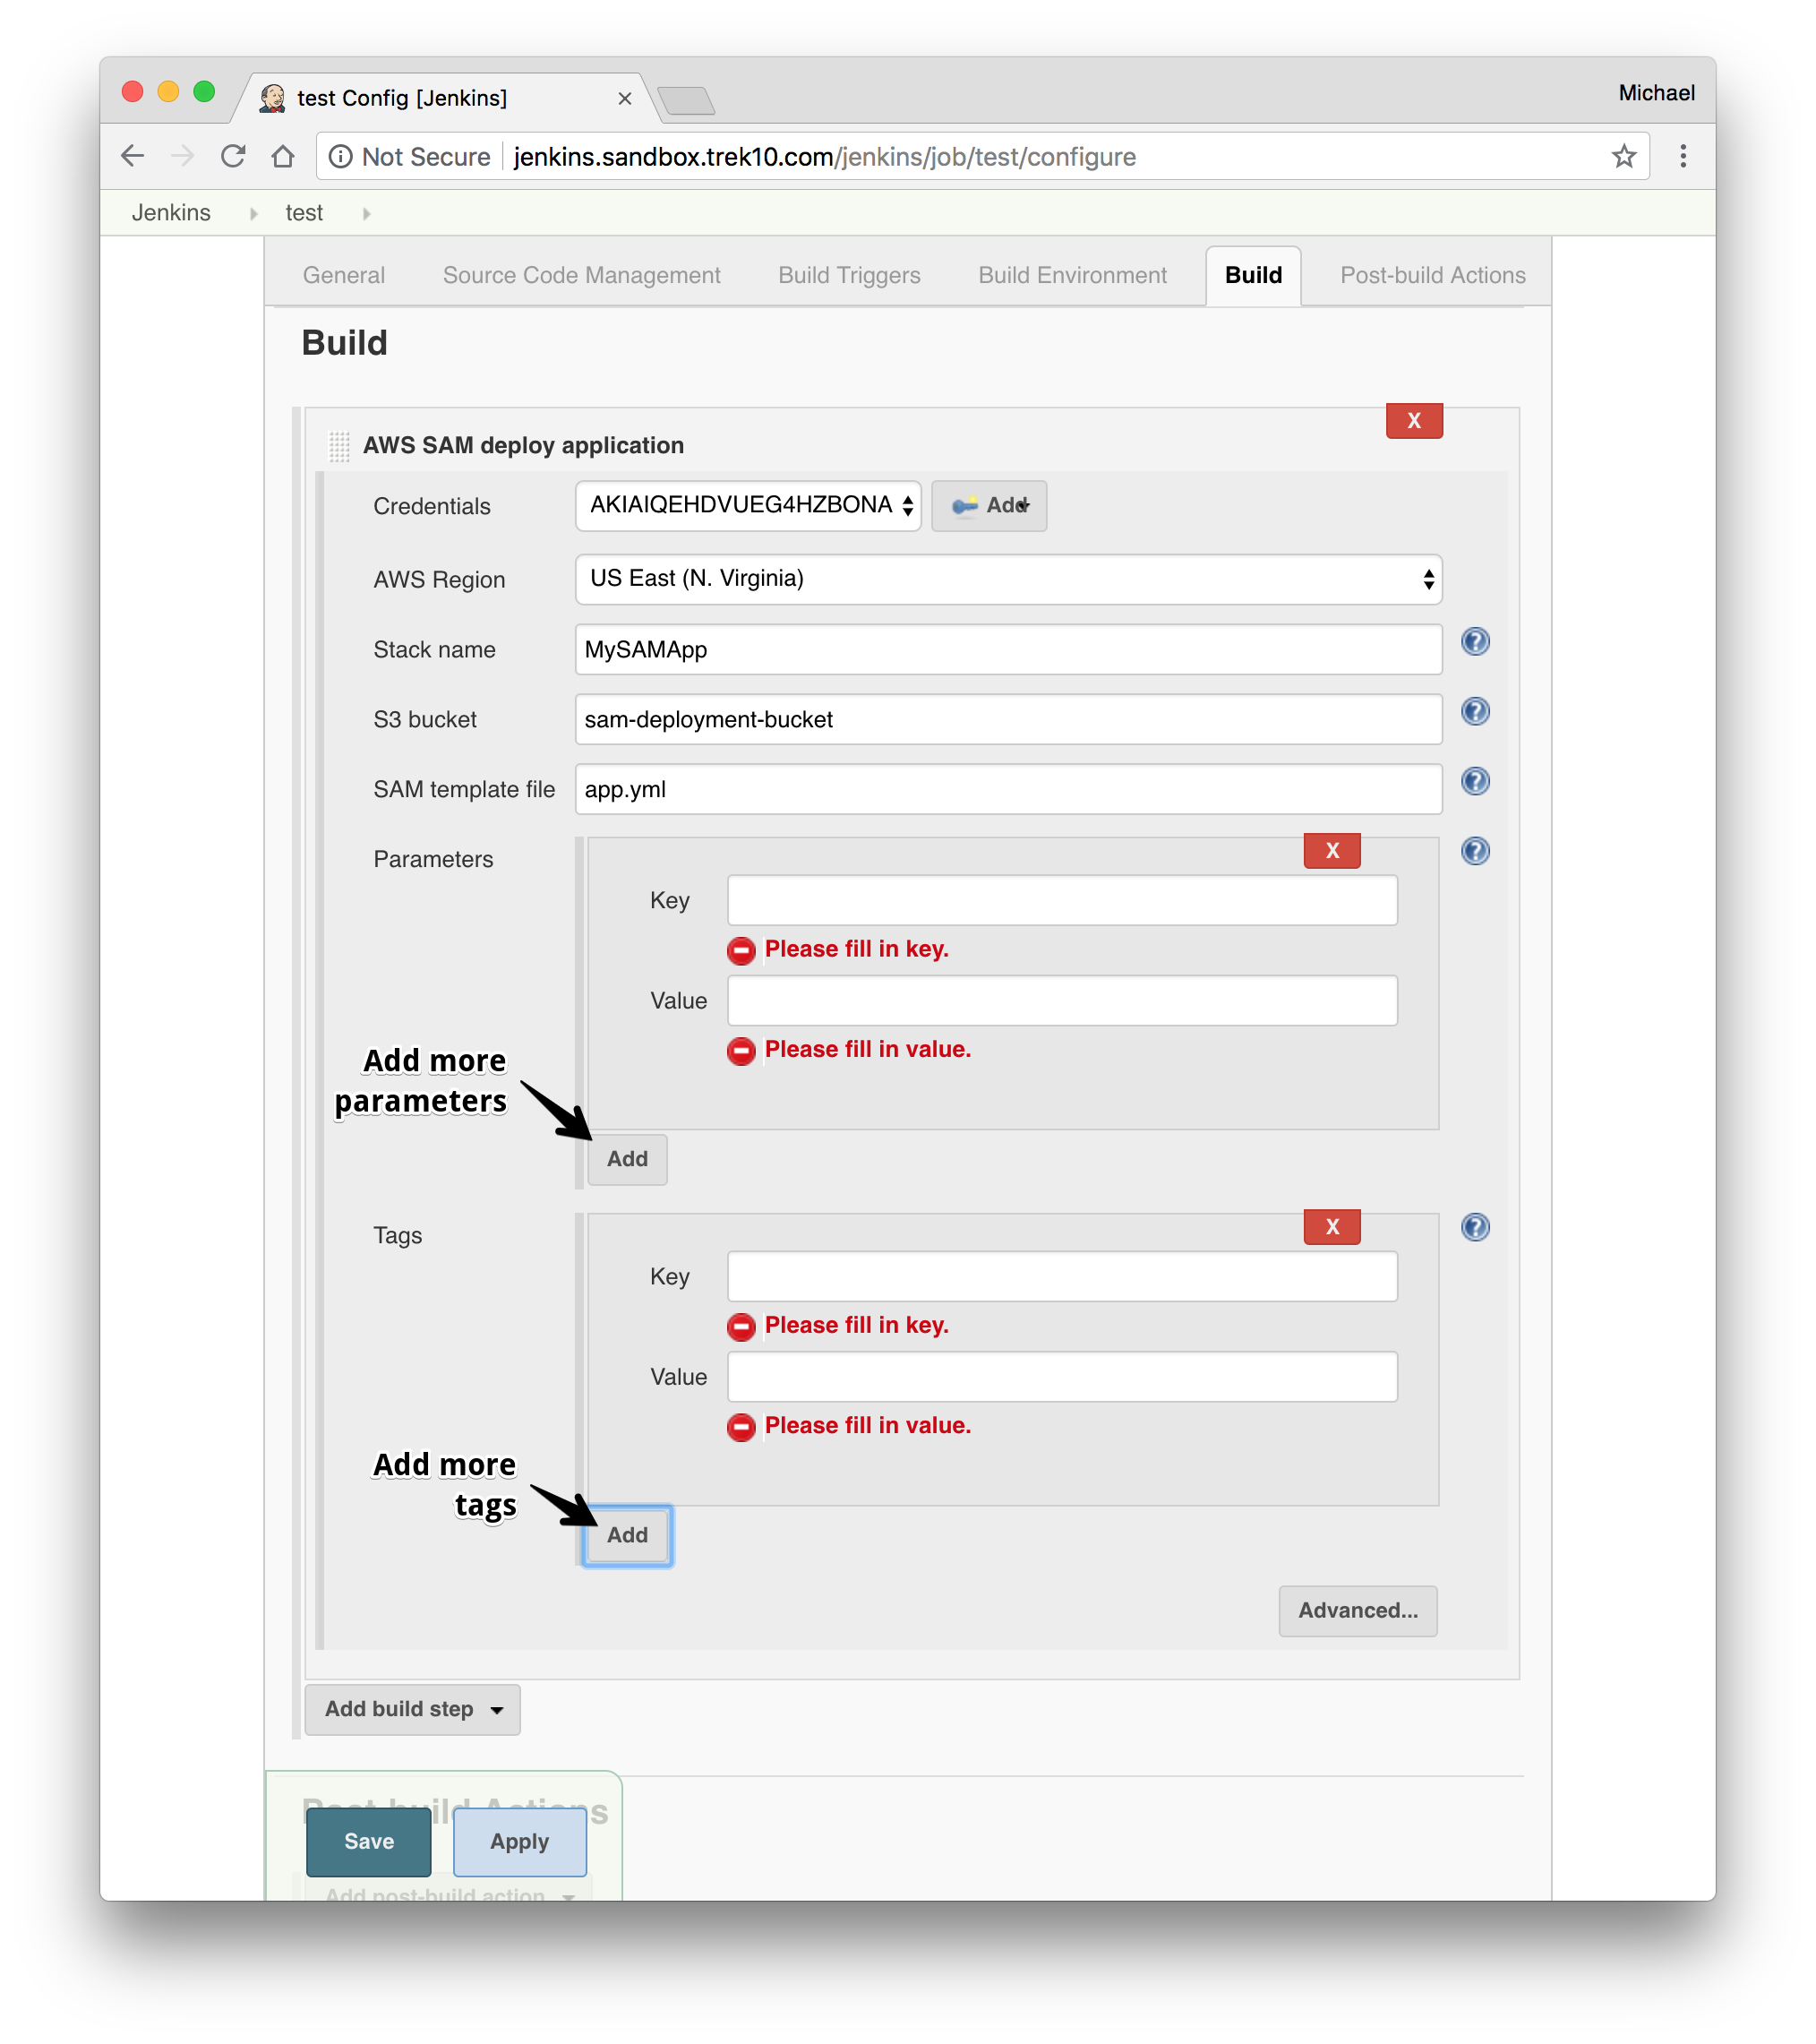 test Config [Jenkins]
Michael
Not Secure
jenkins.sandbox.trek10.com/jenkins/job/test/configure
Jenkins
test
General
Source Code Management
Build Triggers
Build Environment
Build
Post-build Actions
Build
X
AWS SAM deploy application
Credentials
AKIAIQEHDVUEG4HZBONA
Add
AWS Region
US East (N. Virginia)
Stack name
MySAMApp
S3 bucket
sam-deployment-bucket
SAM template file
app.yml
Parameters
X
Key
Please fill in key.
Value
Please fill in value.
Add more
parameters
Add
Tags
X
Key
Please fill in key.
Value
Please fill in value.
Add more
tags
Add
Advanced...
Add build step
Post-build Actions
Save
Apply
Add post-build action